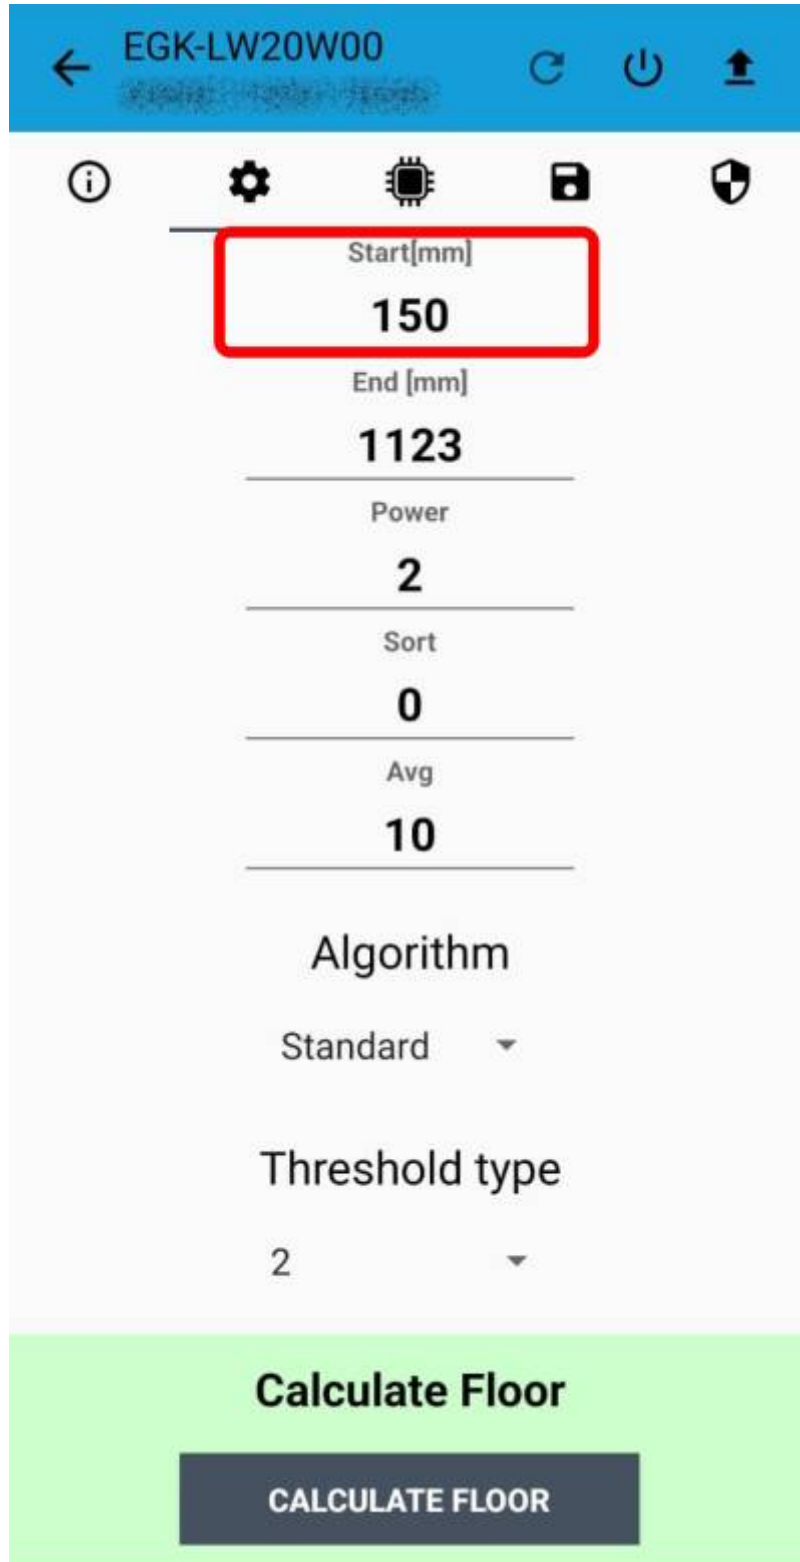 EGK-LW20W00
Start[mm]
150
End [mm]
1123
Power
2
Sort
0
Avg
10
Algorithm
Standard
Threshold type
2
Calculate Floor
CALCULATE FLOOR